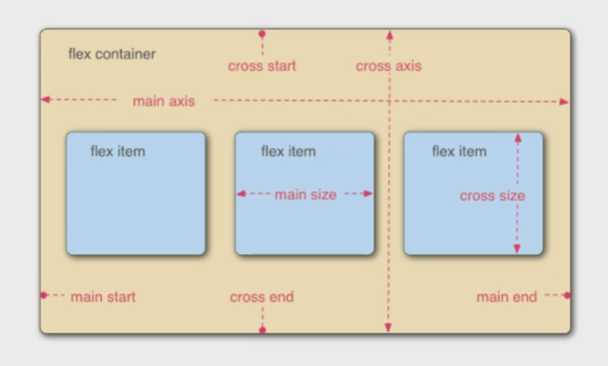 flex container
cross start
cross axis
main axis
flex item
flex item
flex item
main size
cross size
main start
cross end
main end